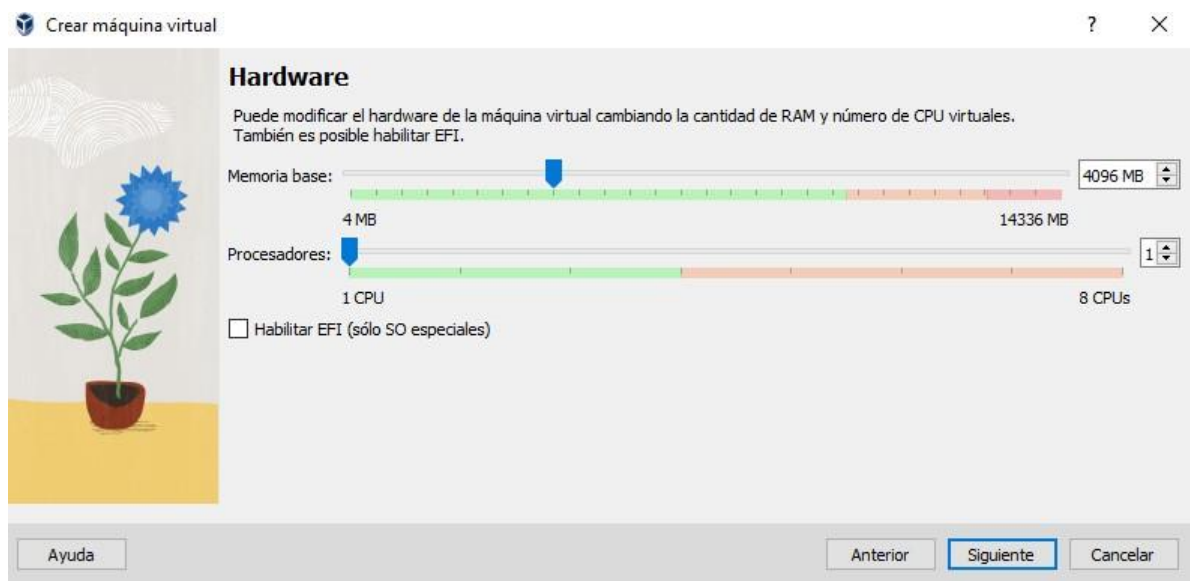 Crear máquina virtual
?
Hardware
Puede modificar el hardware de la máquina virtual cambiando la cantidad de RAM y número de CPU virtuales.
También es posible habilitar EFI.
Memoria base:
4096 MB
4 MB
14336 MB
Procesadores:
1
1 CPU
8 CPUs
Habilitar EFI (sólo SO especiales)
Ayuda
Anterior
Siguiente
Cancelar